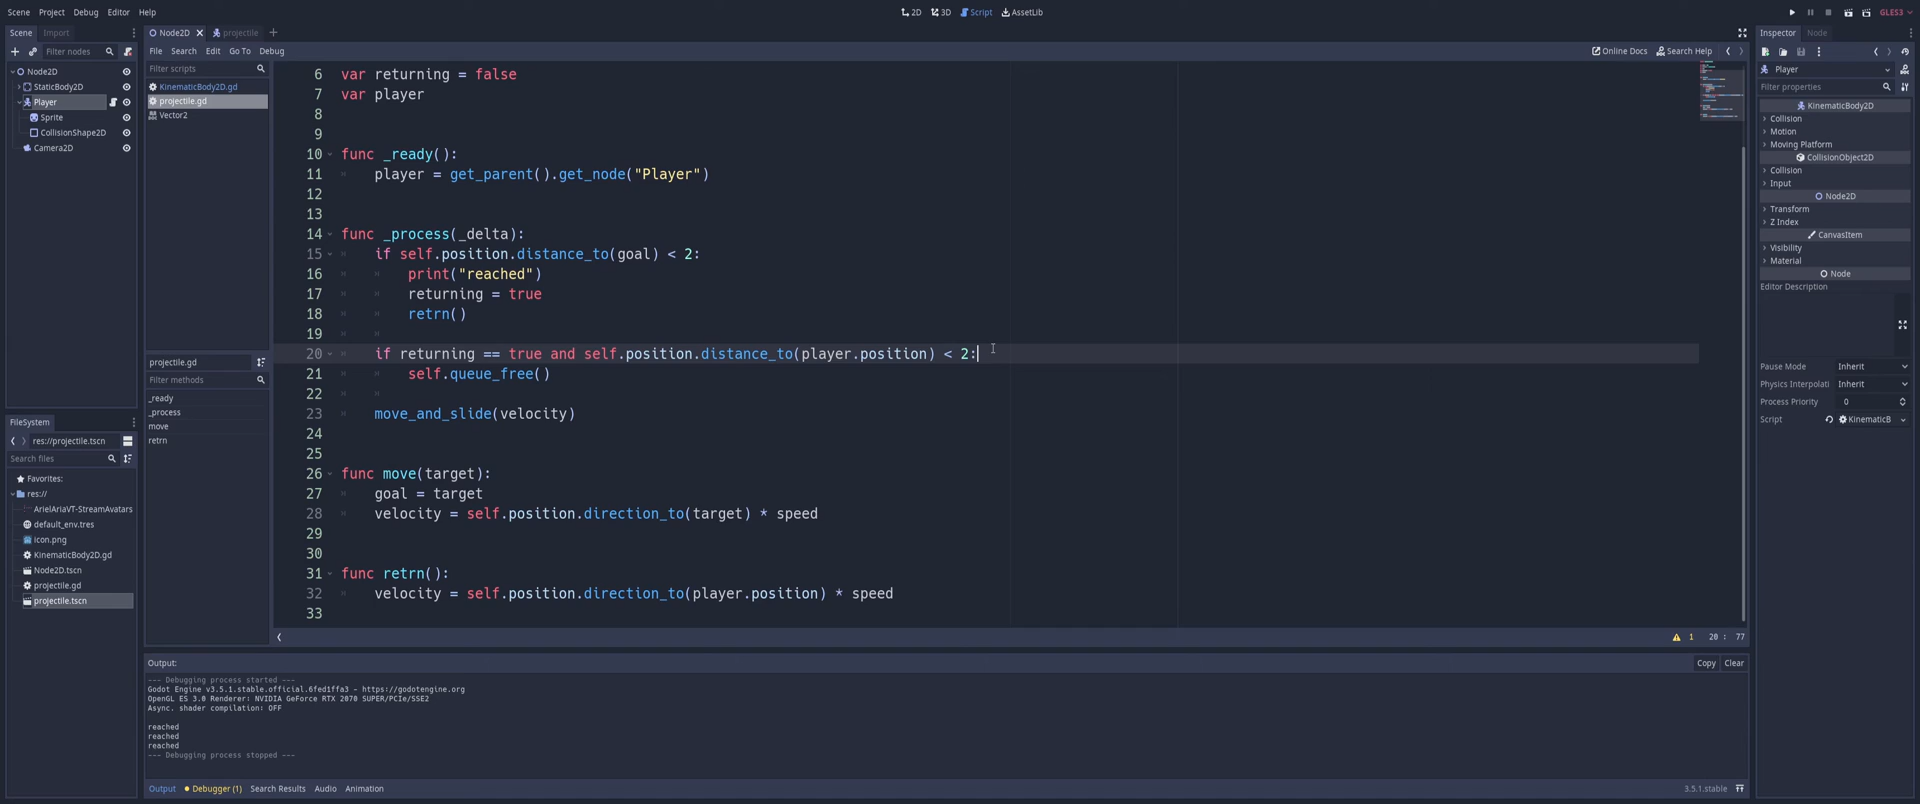 Scene Project Debug Editor Help
2D 3D Script AssetLib
GLES3
Scene Import
Filter nodes
Node2D
StaticBody2D
Player
Sprite
CollisionShape2D
Camera2D
FileSystem
res://projectile.tscn
Search files
Favorites:
res://
ArielAriaVT-StreamAvatars
default_env.tres
icon.png
KinematicBody2D.gd
Node2D.tscn
projectile.gd
projectile.tscn
Node2D projectile
File Search Edit Go To Debug
Online Docs Search Help
Filter scripts
KinematicBody2D.gd
projectile.gd
Vector2
projectile.gd
Filter methods
_ready
_process
move
retrn
6 var returning = false
7 var player
8
9
10 func _ready():
11 player = get_parent().get_node("Player")
12
13
14 func _process(_delta):
15 if self.position.distance_to(goal) < 2:
16 print("reached")
17 returning = true
18 retrn()
19
20 if returning == true and self.position.distance_to(player.position) < 2:
21 self.queue_free()
22
23 move_and_slide(velocity)
24
25
26 func move(target):
27 goal = target
28 velocity = self.position.direction_to(target) * speed
29
30
31 func retrn():
32 velocity = self.position.direction_to(player.position) * speed
33
1 20 : 77
Output:
Copy Clear
--- Debugging process started ---
Godot Engine v3.5.1.stable.official.6fed1ffa3 - https://godotengine.org
OpenGL ES 3.0 Renderer: NVIDIA GeForce RTX 2070 SUPER/PCIe/SSE2
Async. shader compilation: OFF
reached
reached
reached
--- Debugging process stopped ---
Output Debugger (1) Search Results Audio Animation
3.5.1.stable
Inspector Node
Player
Filter properties
KinematicBody2D
Collision
Motion
Moving Platform
CollisionObject2D
Collision
Input
Node2D
Transform
Z Index
CanvasItem
Visibility
Material
Node
Editor Description
Pause Mode Inherit
Physics Interpolati Inherit
Process Priority 0
Script KinematicB